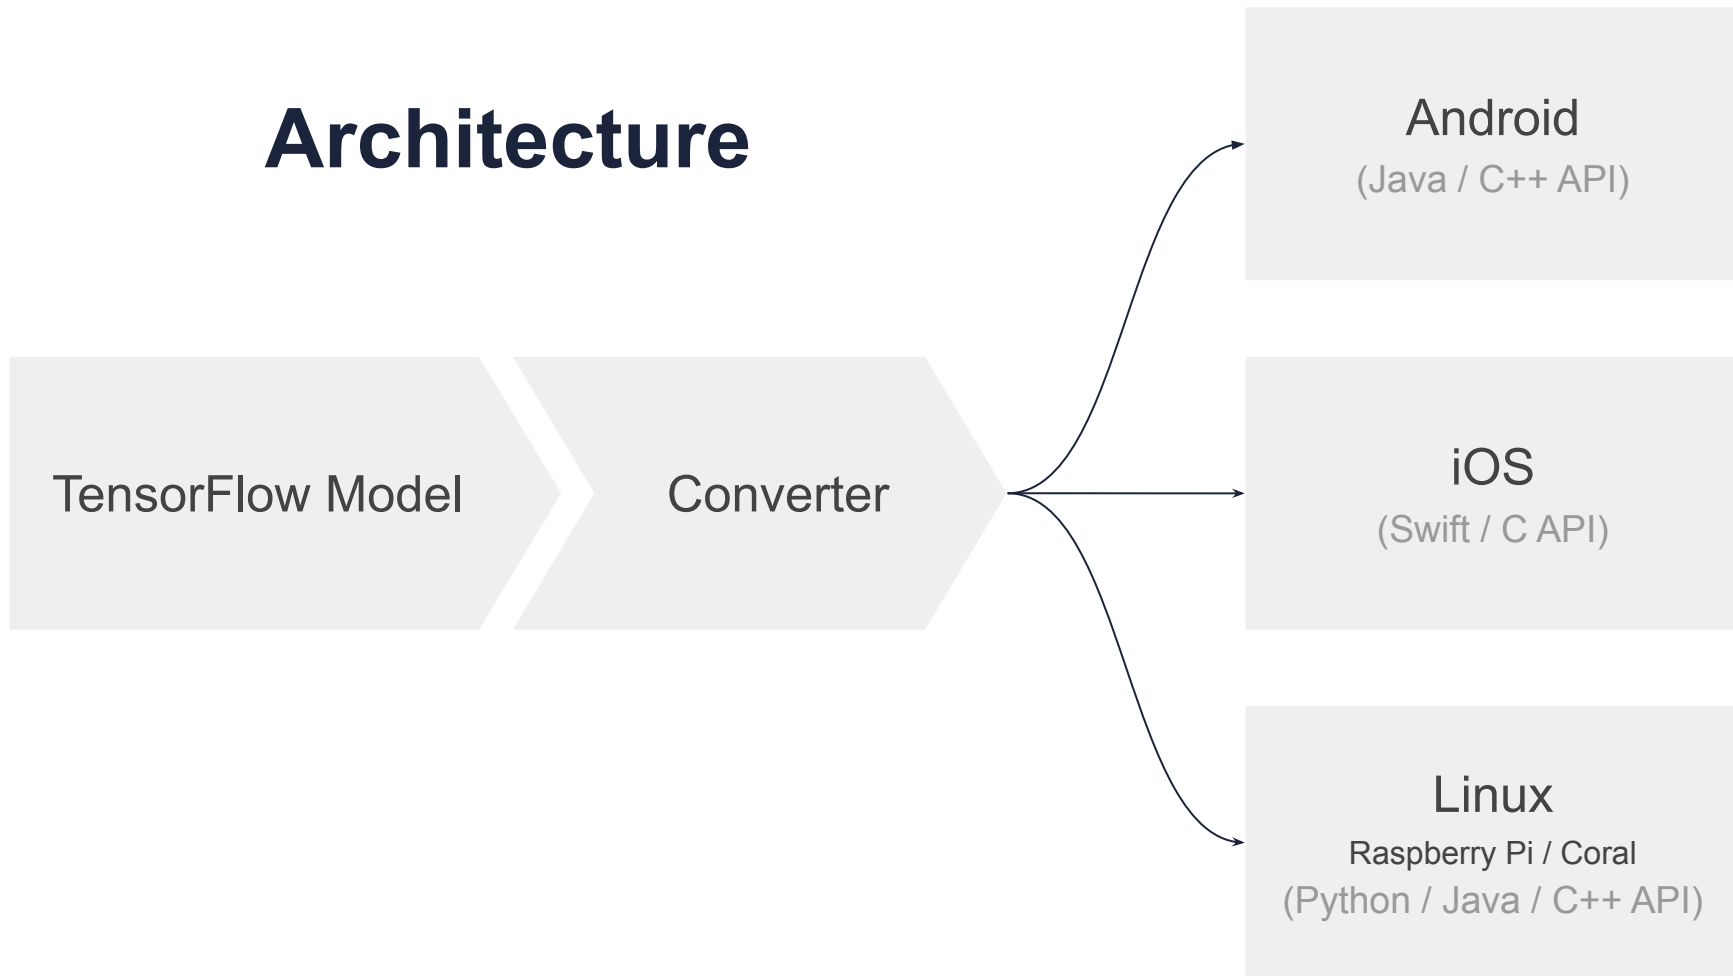 Architecture
TensorFlow Model
Converter
Android
(Java / C++ API)
iOS
(Swift / C API)
Linux
Raspberry Pi / Coral
(Python / Java / C++ API)